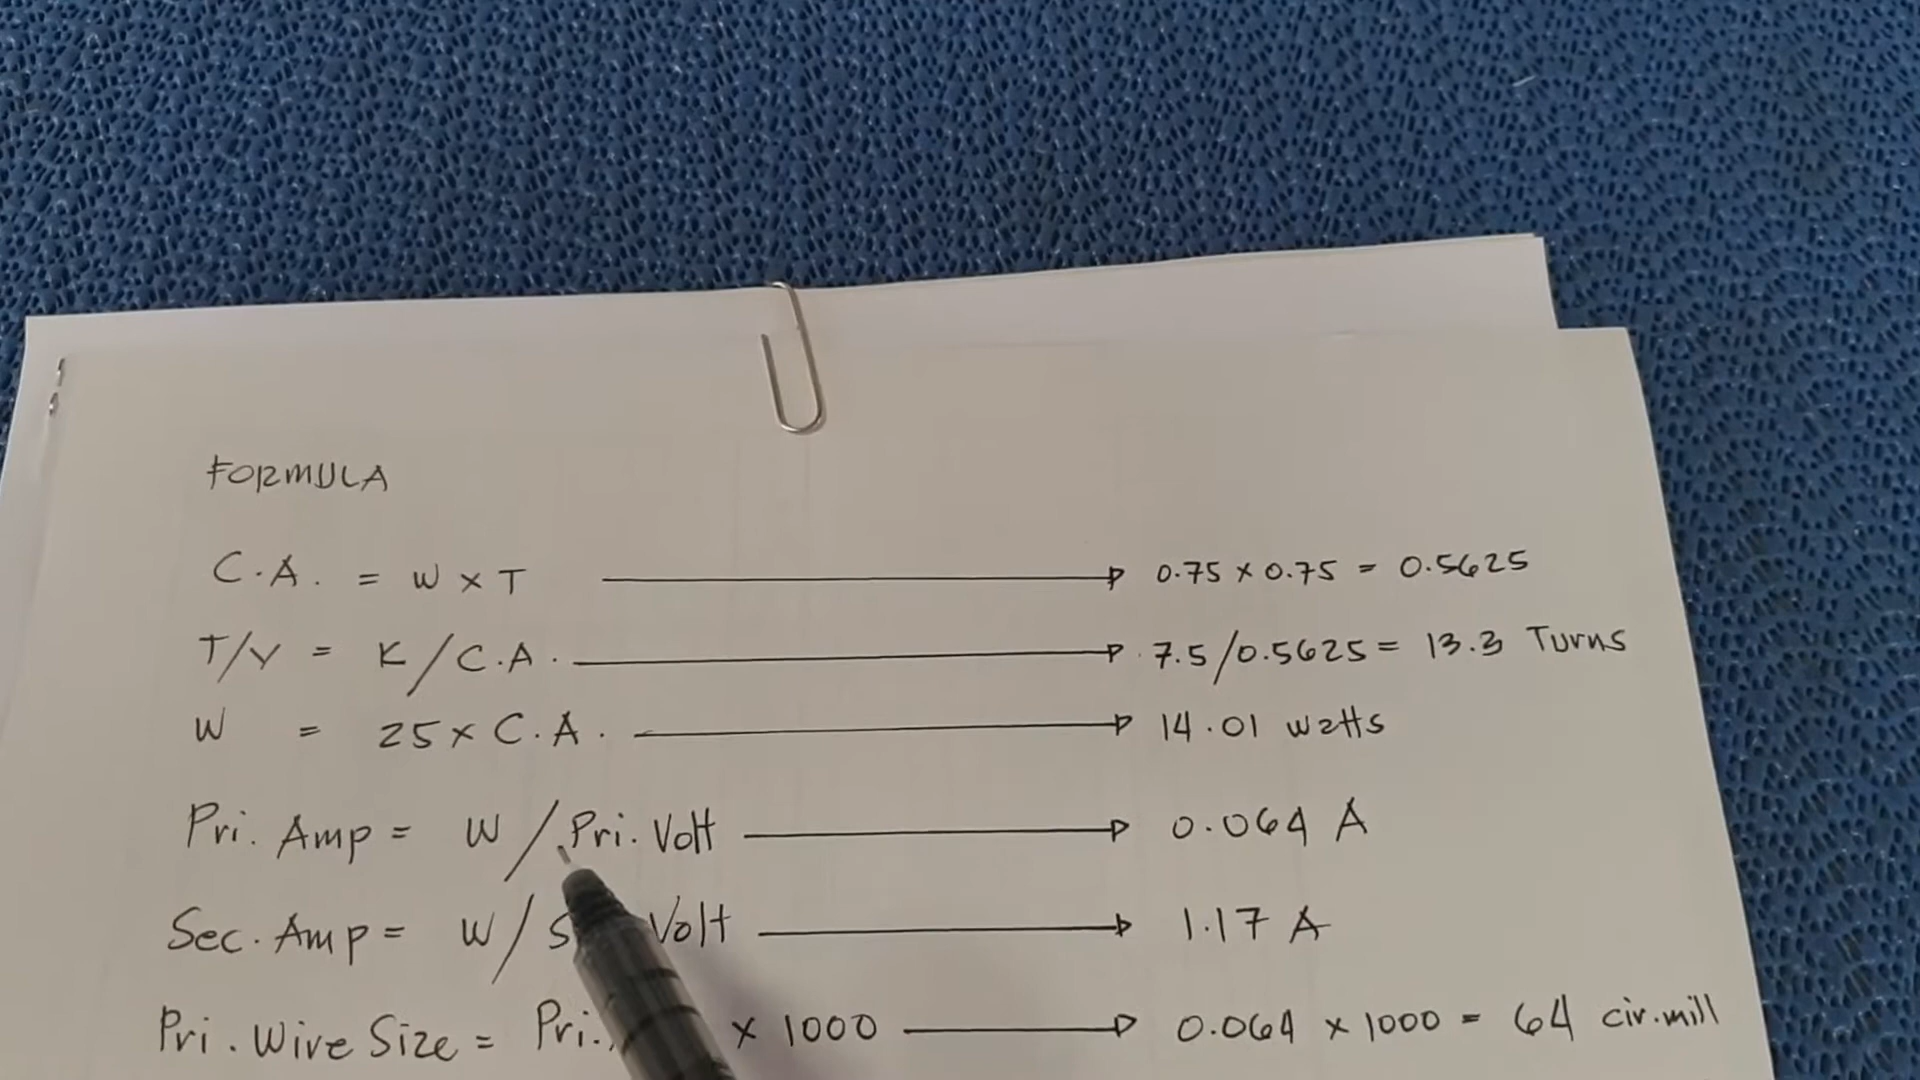 FORMULA
C.A. = W x T → 0.75 x 0.75 = 0.5625
T/V = K/C.A. → 7.5/0.5625 = 13.3 Turns
W = 25 x C.A. → 14.01 watts
Pri. Amp = W/Pri. Volt → 0.064 A
Sec. Amp = W/ Volt → 1.17 A
Pri. Wire Size = Pri. x 1000 → 0.064 x 1000 = 64 cir.mill